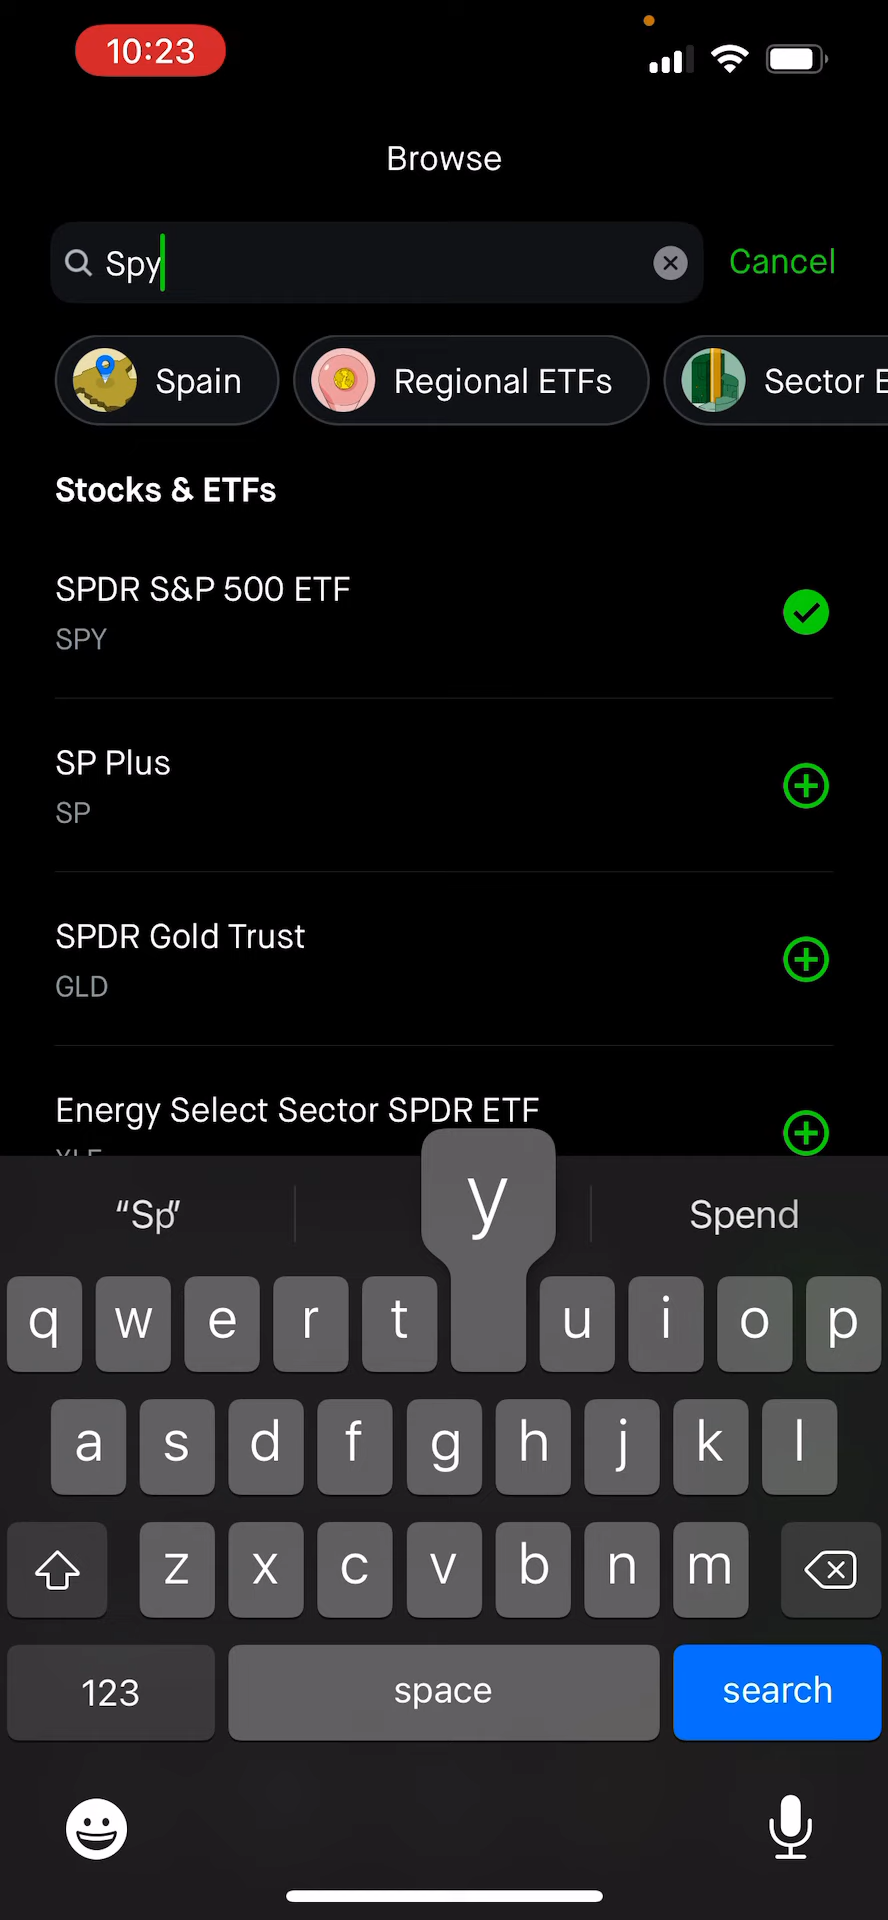 10:23
Browse
Spy
Cancel
Spain
Regional ETFs
Sector E
Stocks & ETFs
SPDR S&P 500 ETF
SPY
SP Plus
SP
SPDR Gold Trust
GLD
Energy Select Sector SPDR ETF
“Sp”
y
Spend
q w e r t u i o p
a s d f g h j k l
z x c v b n m
123
space
search